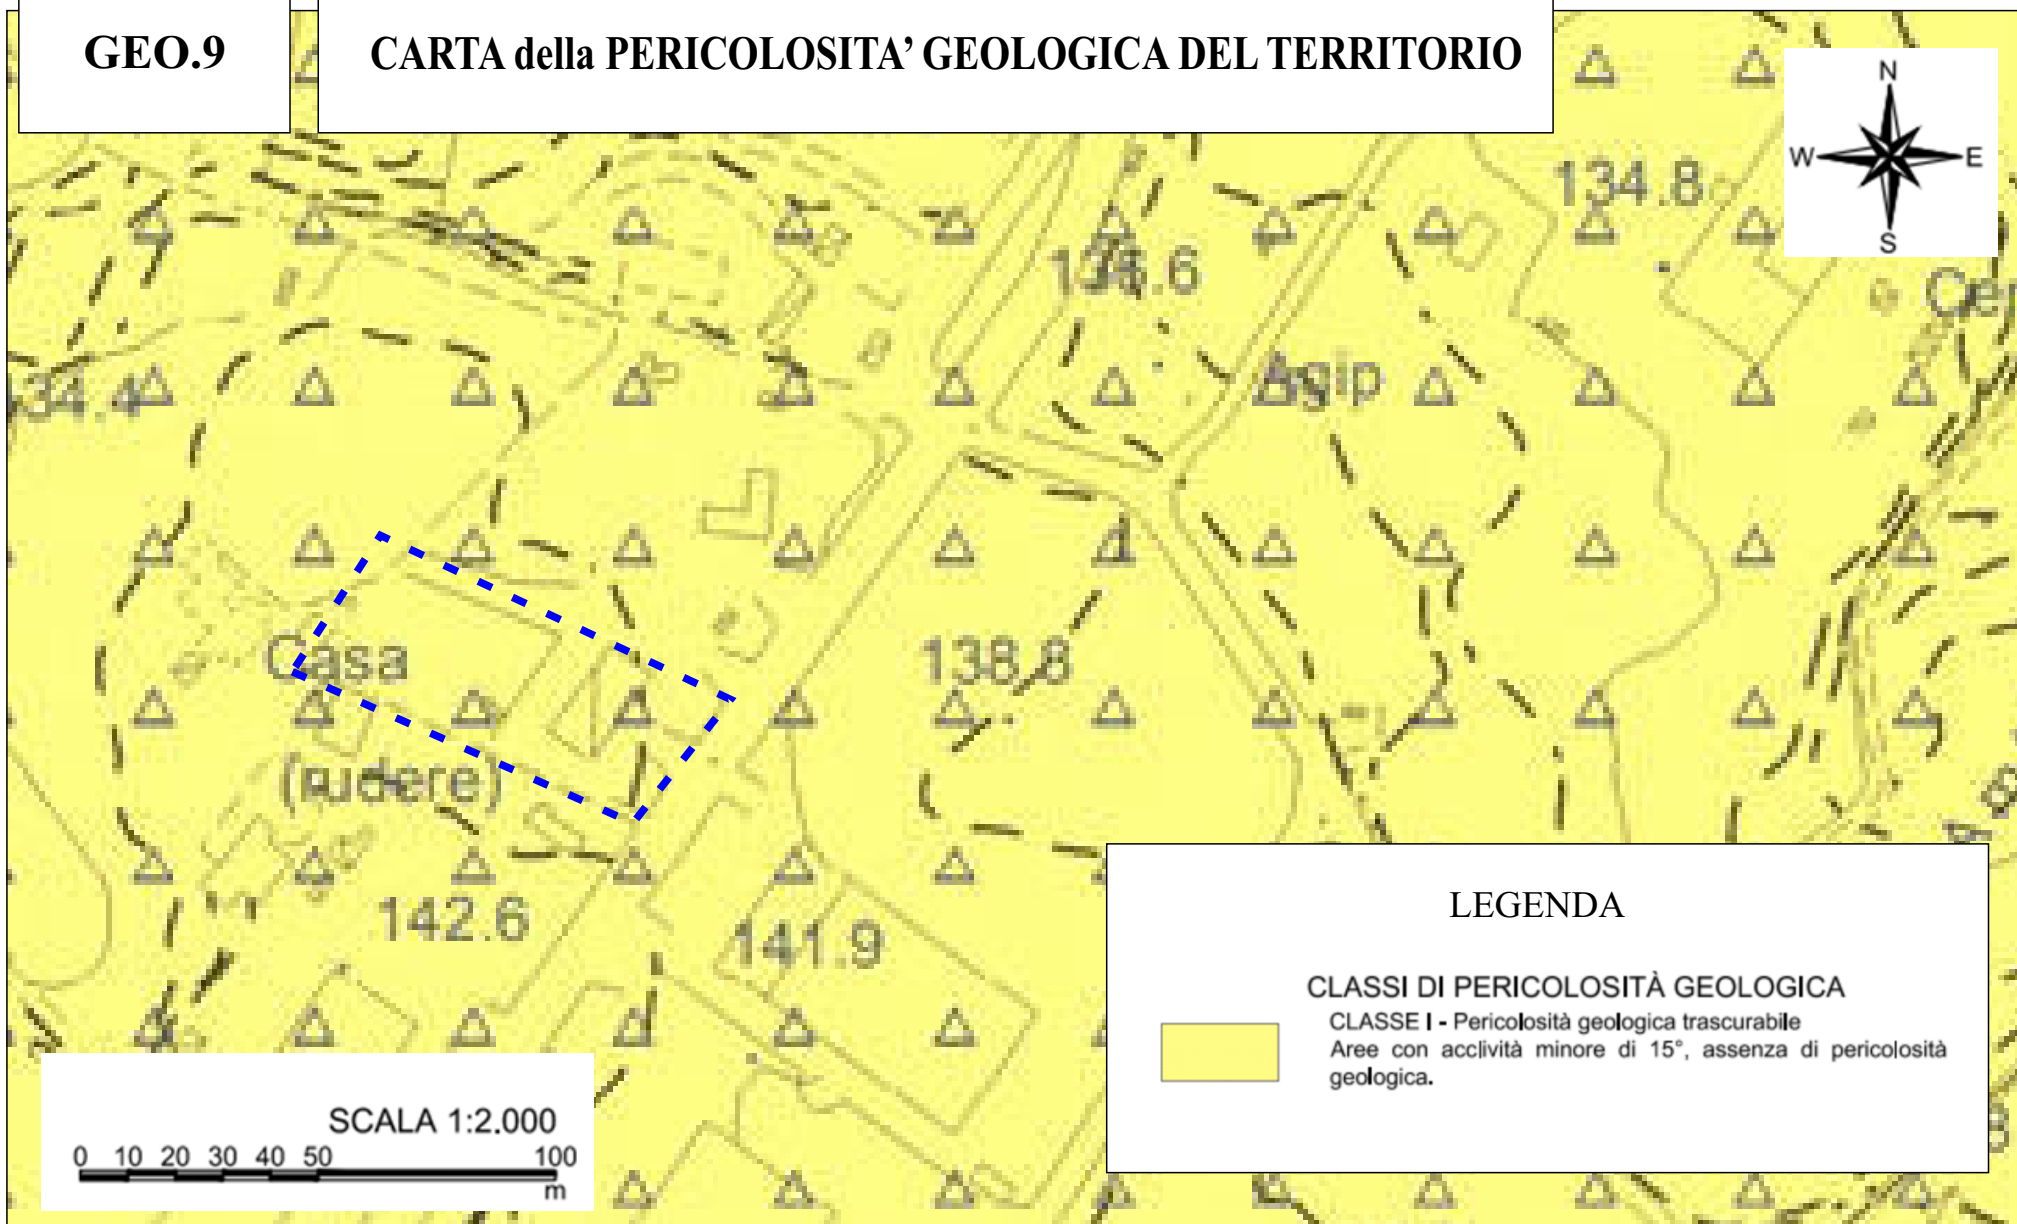 GEO.9
CARTA della PERICOLOSITA’ GEOLOGICA DEL TERRITORIO
N
W E
S
134.8
Agip
Casa
138.8
(rudere)
142.6
141.9
LEGENDA
CLASSI DI PERICOLOSITÀ GEOLOGICA
CLASSE I - Pericolosità geologica trascurabile
Aree con acclività minore di 15°, assenza di pericolosità
geologica.
SCALA 1:2.000
0 10 20 30 40 50 100
m